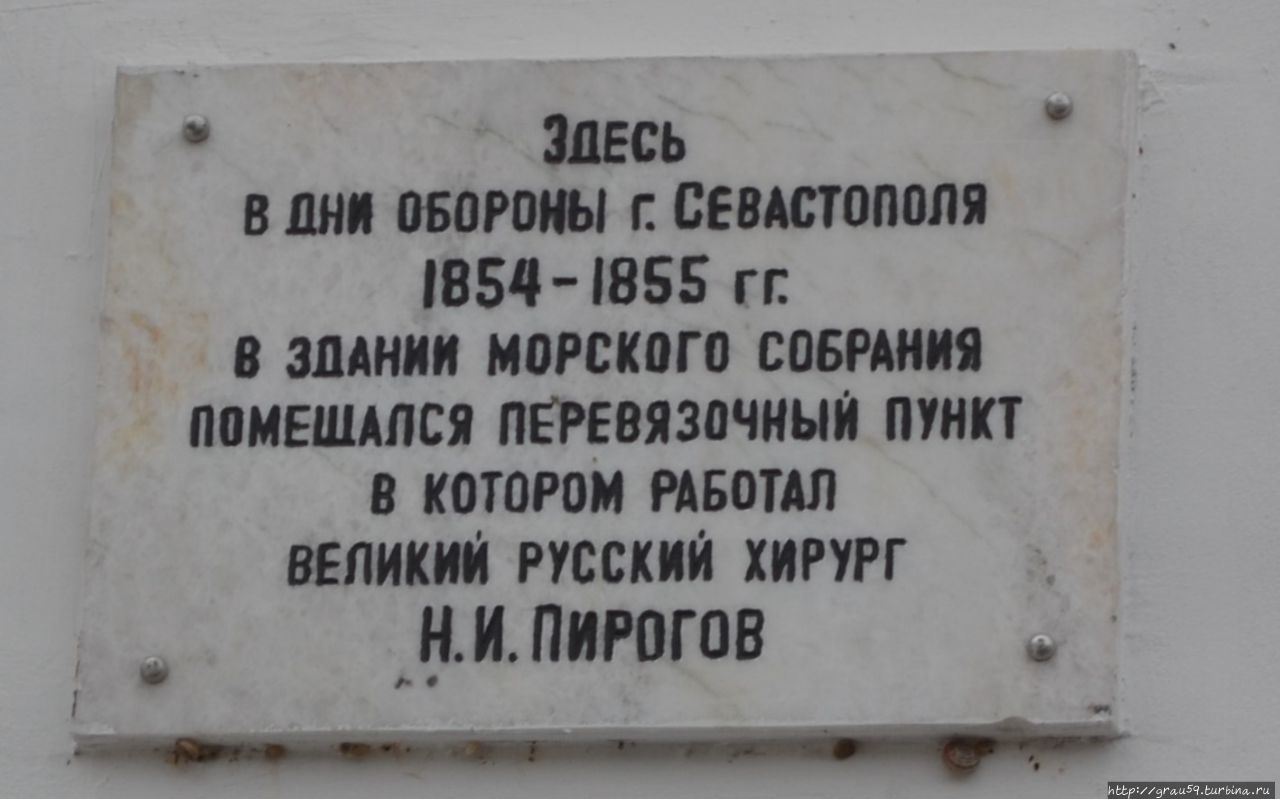 Здесь
в дни обороны г. Севастополя
1854-1855 гг.
в здании морского собрания
помещался перевязочный пункт
в котором работал
великий русский хирург
Н.И. Пирогов
http://grau59.turbina.ru